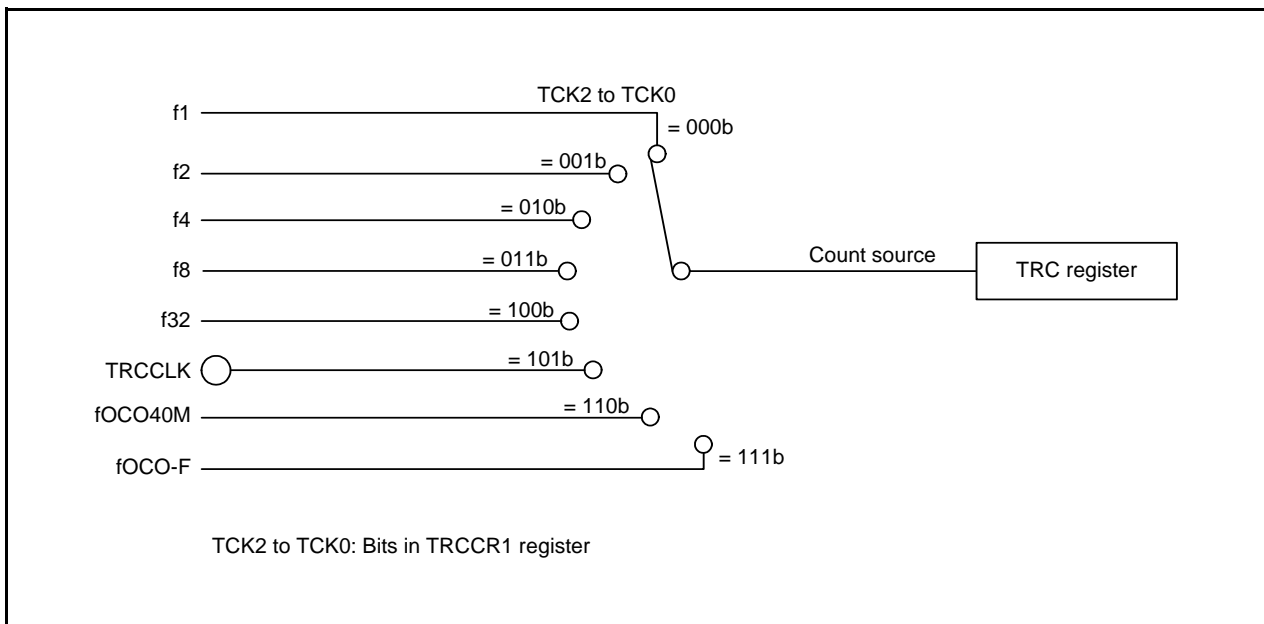 TCK2 to TCK0
f1
= 000b
f2
= 001b
f4
= 010b
Count source
TRC register
f8
= 011b
f32
= 100b
TRCCLK
= 101b
fOCO40M
= 110b
fOCO-F
= 111b
TCK2 to TCK0: Bits in TRCCR1 register